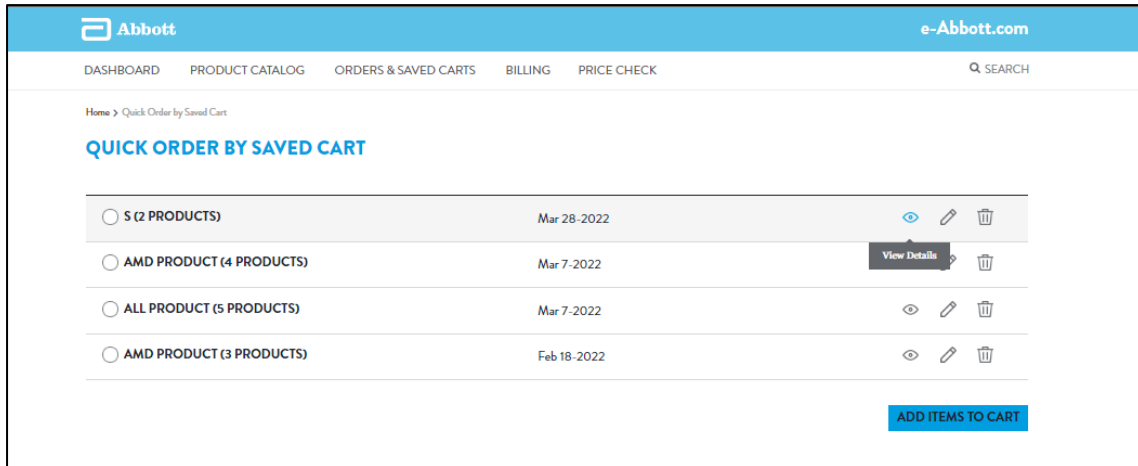 Abbott e-Abbott.com
DASHBOARD PRODUCT CATALOG ORDERS & SAVED CARTS BILLING PRICE CHECK SEARCH
Home > Quick Order by Saved Cart
QUICK ORDER BY SAVED CART
S (2 PRODUCTS) Mar 28-2022
View Details
AMD PRODUCT (4 PRODUCTS) Mar 7-2022
ALL PRODUCT (5 PRODUCTS) Mar 7-2022
AMD PRODUCT (3 PRODUCTS) Feb 18-2022
ADD ITEMS TO CART